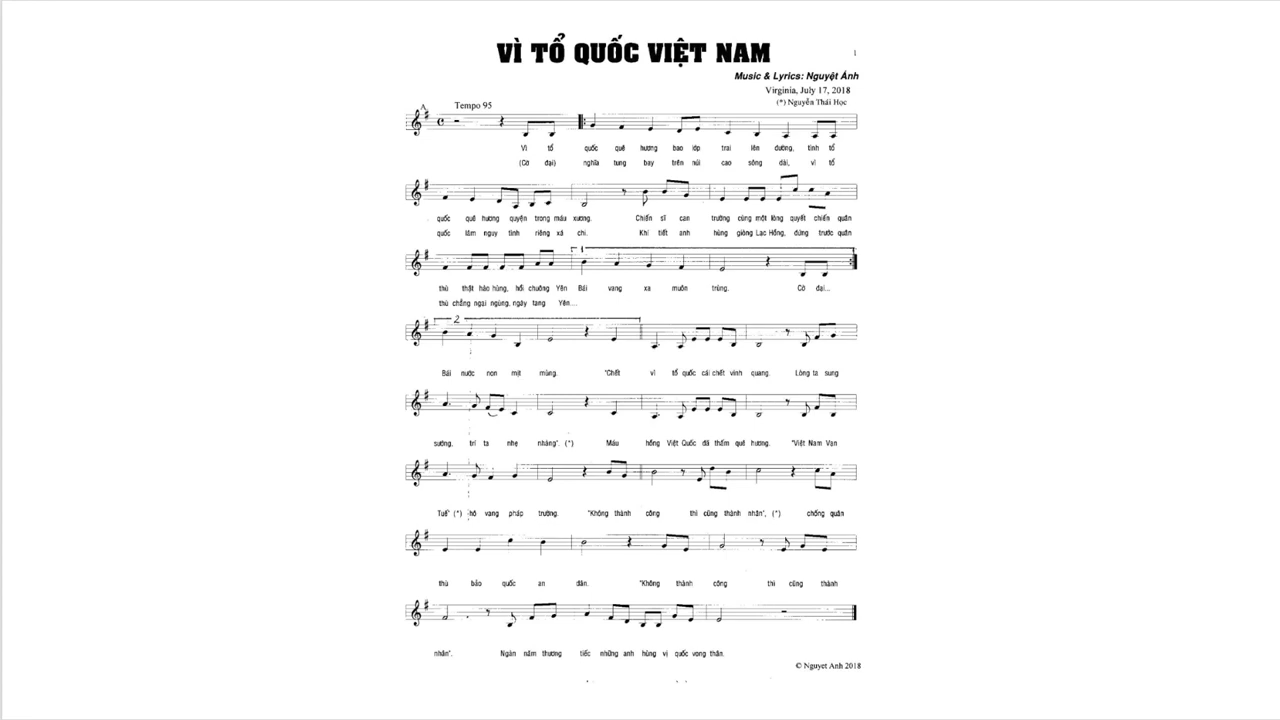 VÌ TỔ QUỐC VIỆT NAM
1
Music & Lyrics: Nguyệt Ánh
Virginia, July 17, 2018
(*) Nguyễn Thái Học
A
Tempo 95
Vì tổ quốc quê hương bao lớp trai lên đường, tình tổ
(Cờ đại) nghĩa tung bay trên núi cao sông dài, vì tổ
quốc quê hương quyện trong máu xương. Chiến sĩ can trường cùng một lòng quyết chiến quân
quốc lâm nguy tình riêng xá chi. Khí tiết anh hùng giòng Lạc Hồng, đứng trước quân
1
thù thật hào hùng, hồi chuông Yên Bái vang xa muôn trùng. Cờ đại...
thù chẳng ngại ngùng, ngày tang Yên...
2
Bái nước non mịt mùng. "Chết vì tổ quốc cái chết vinh quang. Lòng ta sung
sướng, trí ta nhẹ nhàng". (*) Máu hồng Việt Quốc đã thấm quê hương. "Việt Nam Vạn
Tuế" (*) hô vang pháp trường. "Không thành công thì cũng thành nhân", (*) chống quân
thù bảo quốc an dân. "Không thành công thì cũng thành
nhân". Ngàn năm thương tiếc những anh hùng vị quốc vong thân.
© Nguyet Anh 2018